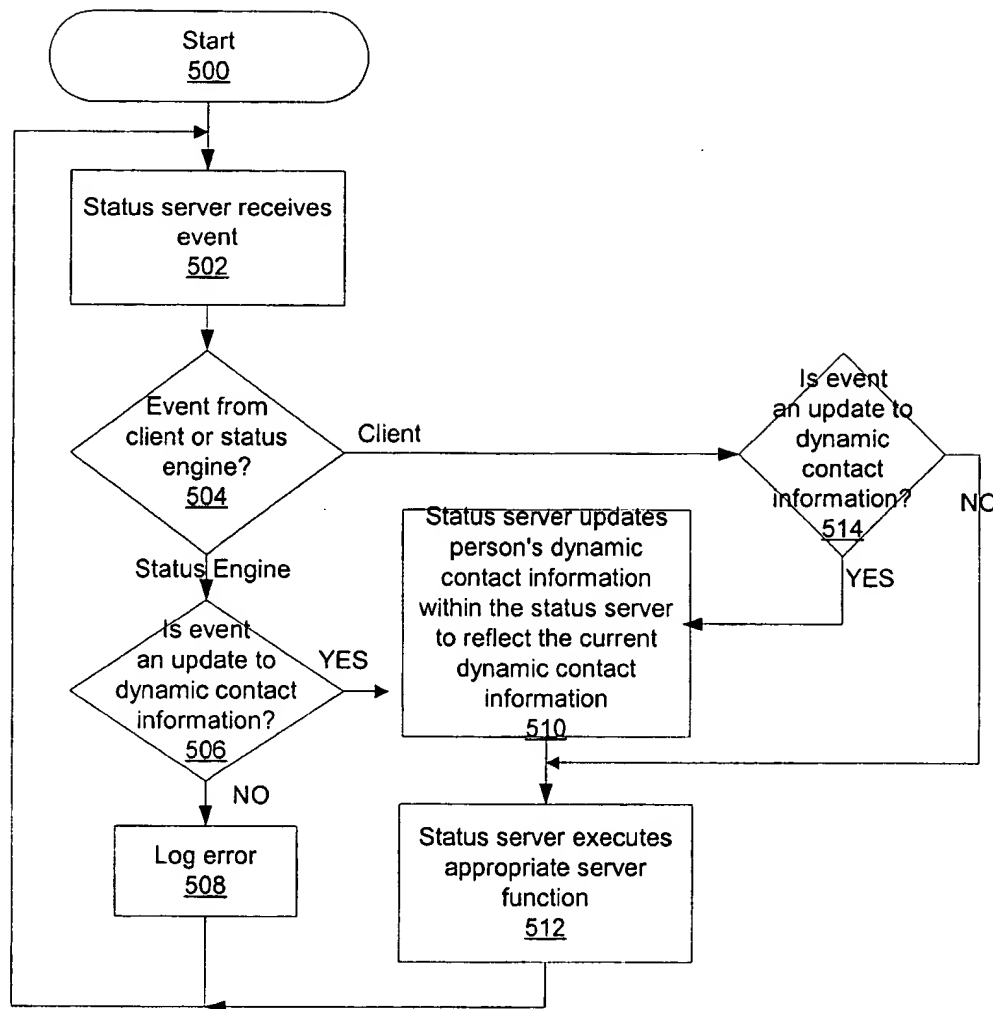 Start
500
Status server receives
event
502
Event from
client or status
engine?
504
Client
Is event
an update to
dynamic
contact
information?
514
NO
YES
Status Engine
Status server updates
person's dynamic
contact information
within the status server
to reflect the current
dynamic contact
information
510
Is event
an update to
dynamic contact
information?
506
YES
NO
Log error
508
Status server executes
appropriate server
function
512